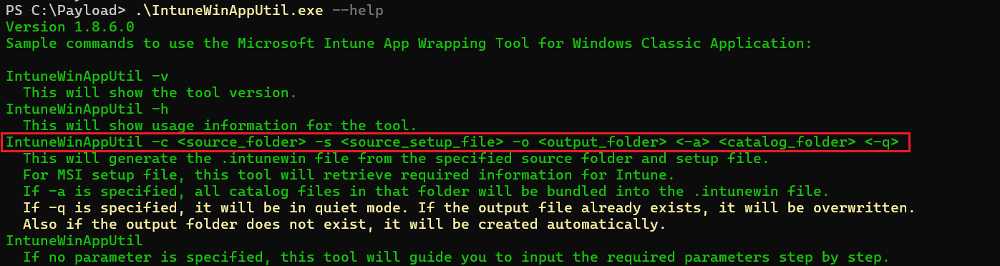 PS C:\Payload> .\IntuneWinAppUtil.exe --help
Version 1.8.6.0
Sample commands to use the Microsoft Intune App Wrapping Tool for Windows Classic Application:
IntuneWinAppUtil -v
This will show the tool version.
IntuneWinAppUtil -h
This will show usage information for the tool.
IntuneWinAppUtil -c <source_folder> -s <source_setup_file> -o <output_folder> <-a> <catalog_folder> <-q>
This will generate the .intunewin file from the specified source folder and setup file.
For MSI setup file, this tool will retrieve required information for Intune.
If -a is specified, all catalog files in that folder will be bundled into the .intunewin file.
If -q is specified, it will be in quiet mode. If the output file already exists, it will be overwritten.
Also if the output folder does not exist, it will be created automatically.
IntuneWinAppUtil
If no parameter is specified, this tool will guide you to input the required parameters step by step.